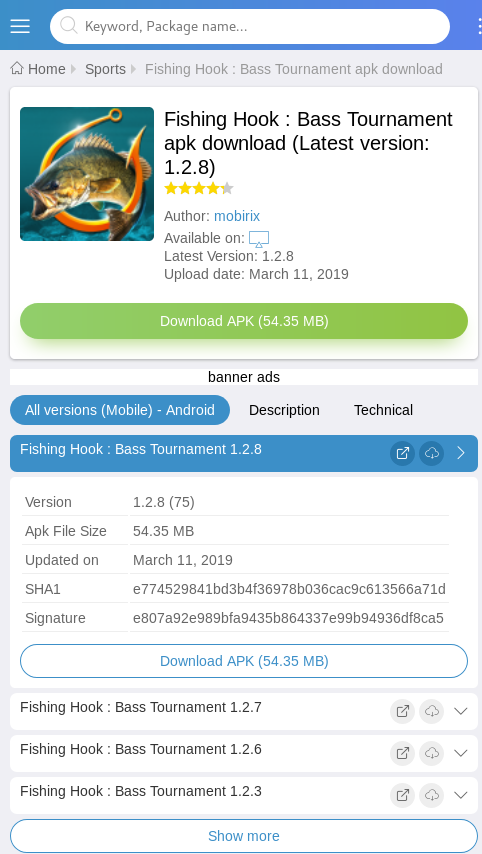 Keyword, Package name...
Home Sports Fishing Hook : Bass Tournament apk download
Fishing Hook : Bass Tournament
apk download (Latest version:
1.2.8)
Author: mobirix
Available on:
Latest Version: 1.2.8
Upload date: March 11, 2019
Download APK (54.35 MB)
banner ads
All versions (Mobile) - Android Description Technical
Fishing Hook : Bass Tournament 1.2.8
Version 1.2.8 (75)
Apk File Size 54.35 MB
Updated on March 11, 2019
SHA1 e774529841bd3b4f36978b036cac9c613566a71d
Signature e807a92e989bfa9435b864337e99b94936df8ca5
Download APK (54.35 MB)
Fishing Hook : Bass Tournament 1.2.7
Fishing Hook : Bass Tournament 1.2.6
Fishing Hook : Bass Tournament 1.2.3
Show more